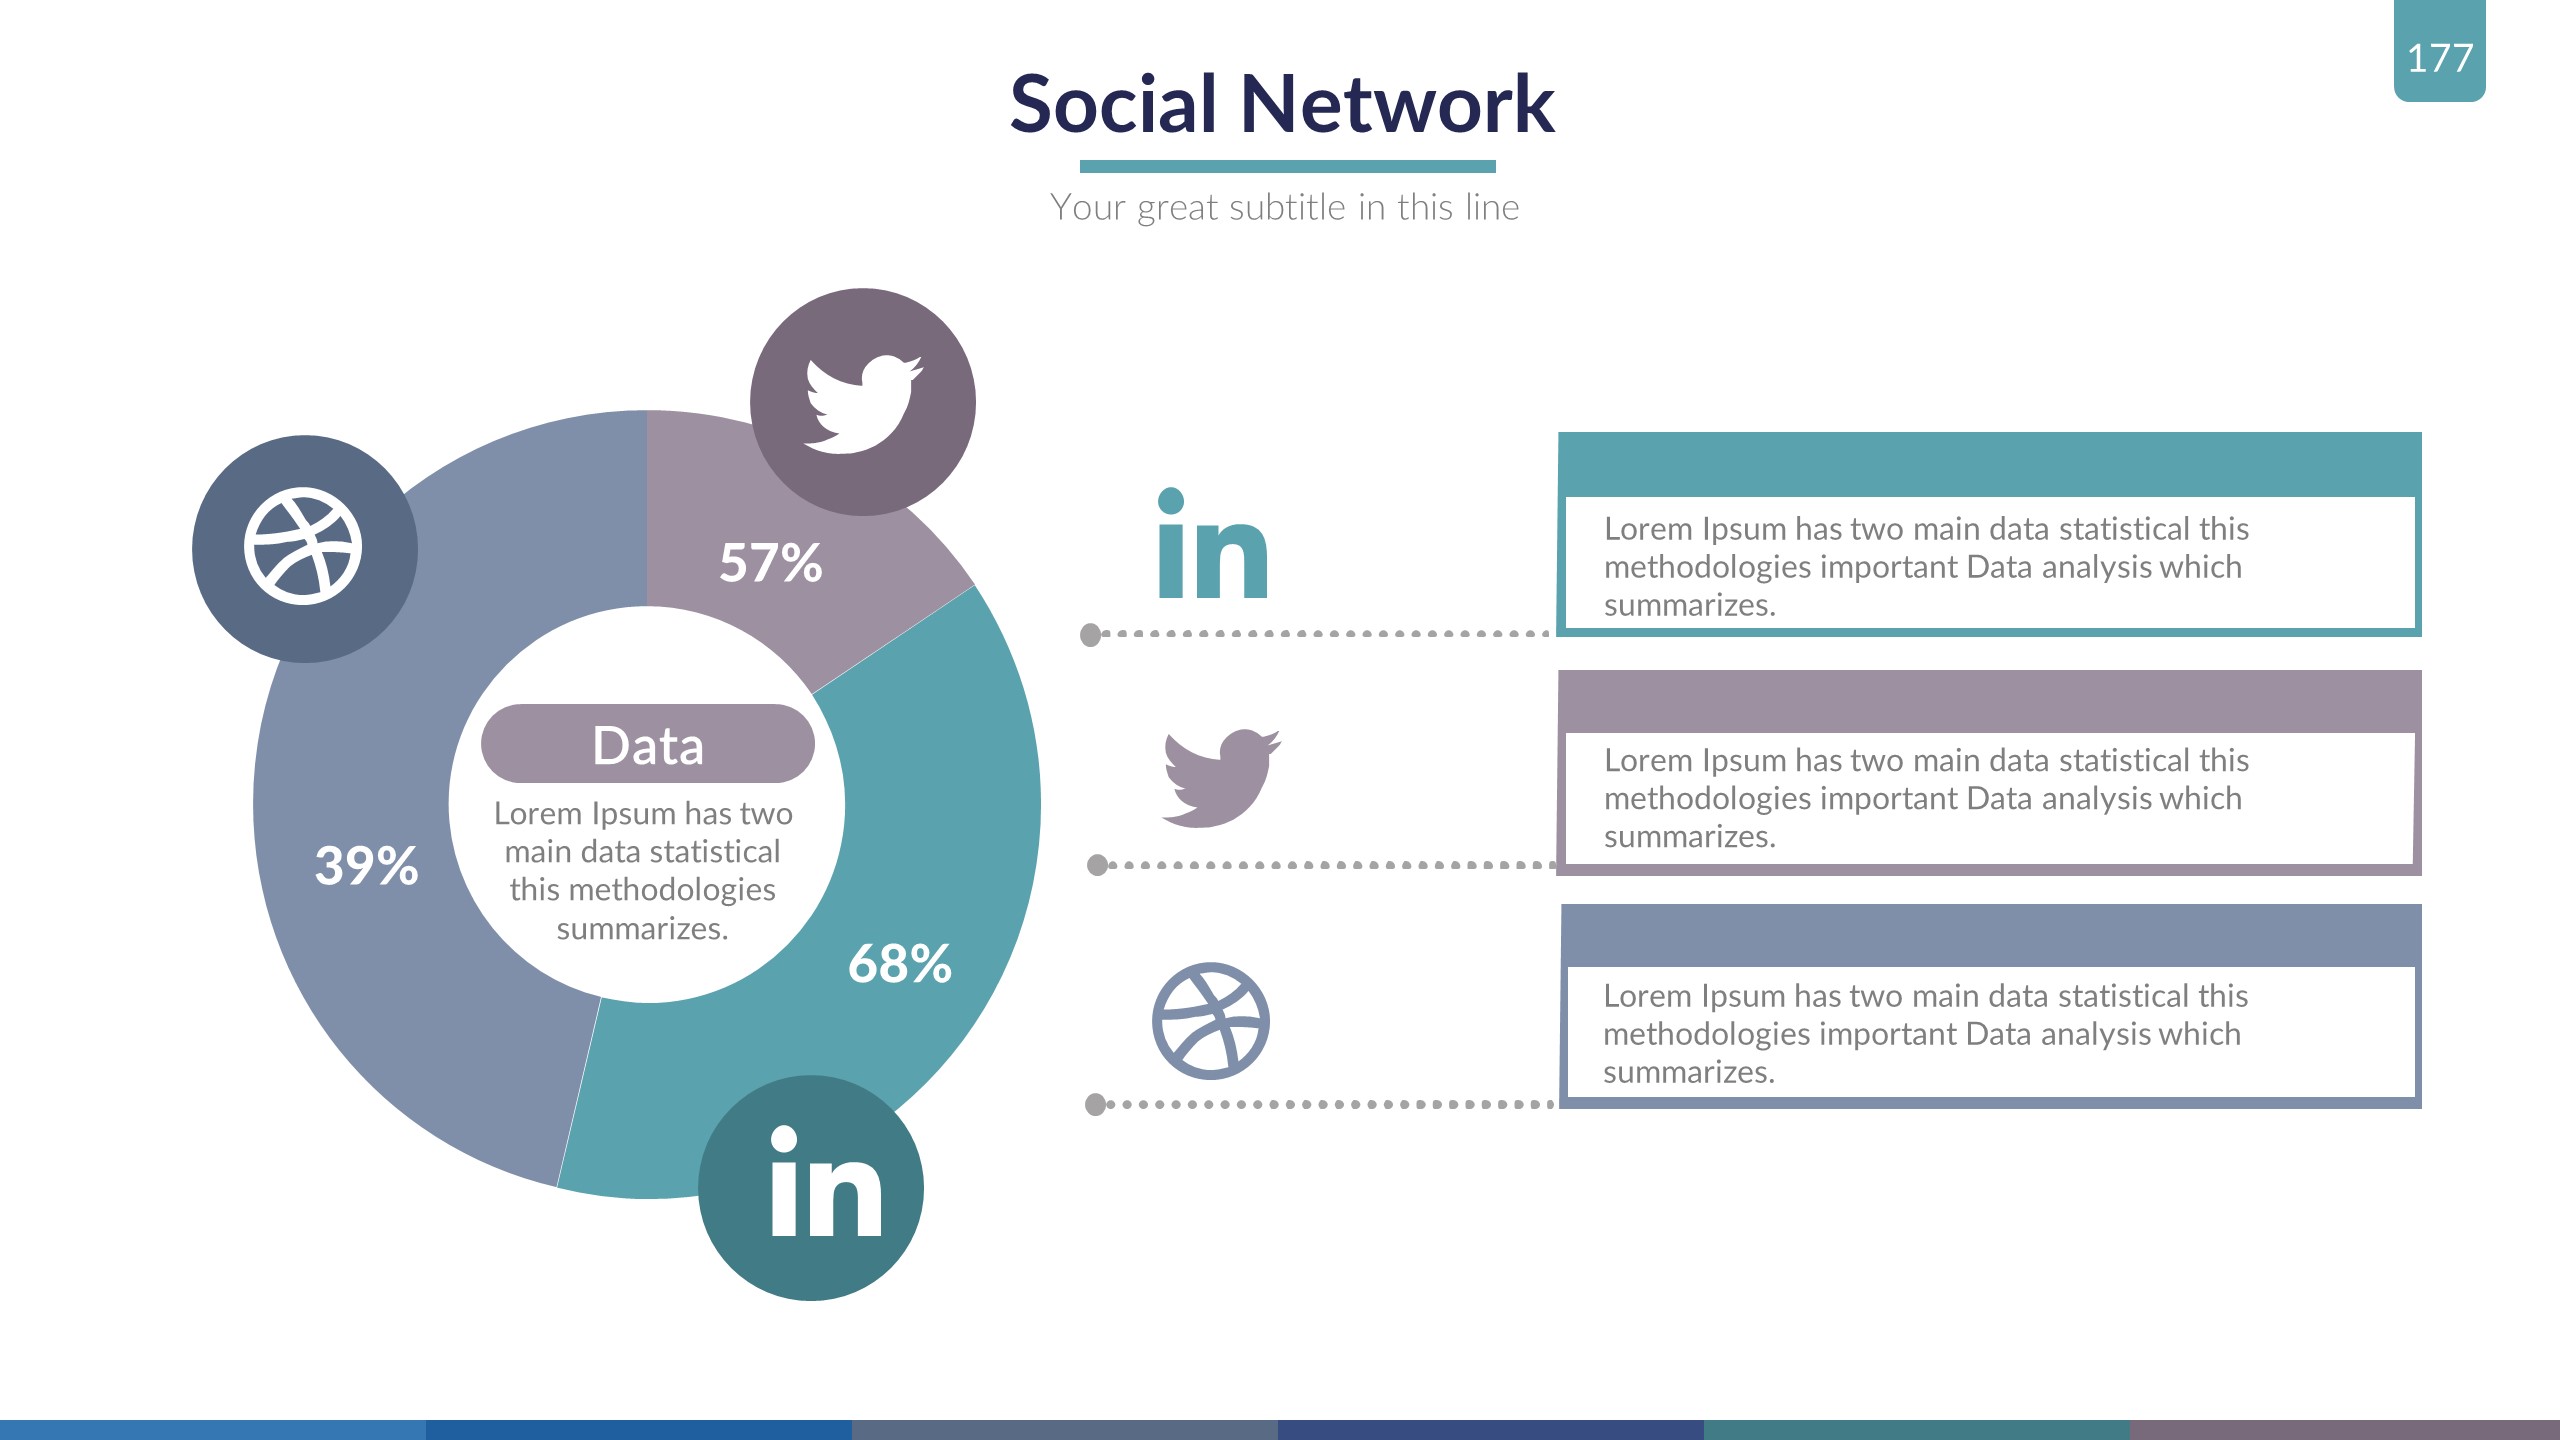 177
Social Network
Your great subtitle in this line
57%
39%
68%
Data
Lorem Ipsum has two
main data statistical
this methodologies
summarizes.
in
in
Lorem Ipsum has two main data statistical this
methodologies important Data analysis which
summarizes.
Lorem Ipsum has two main data statistical this
methodologies important Data analysis which
summarizes.
Lorem Ipsum has two main data statistical this
methodologies important Data analysis which
summarizes.